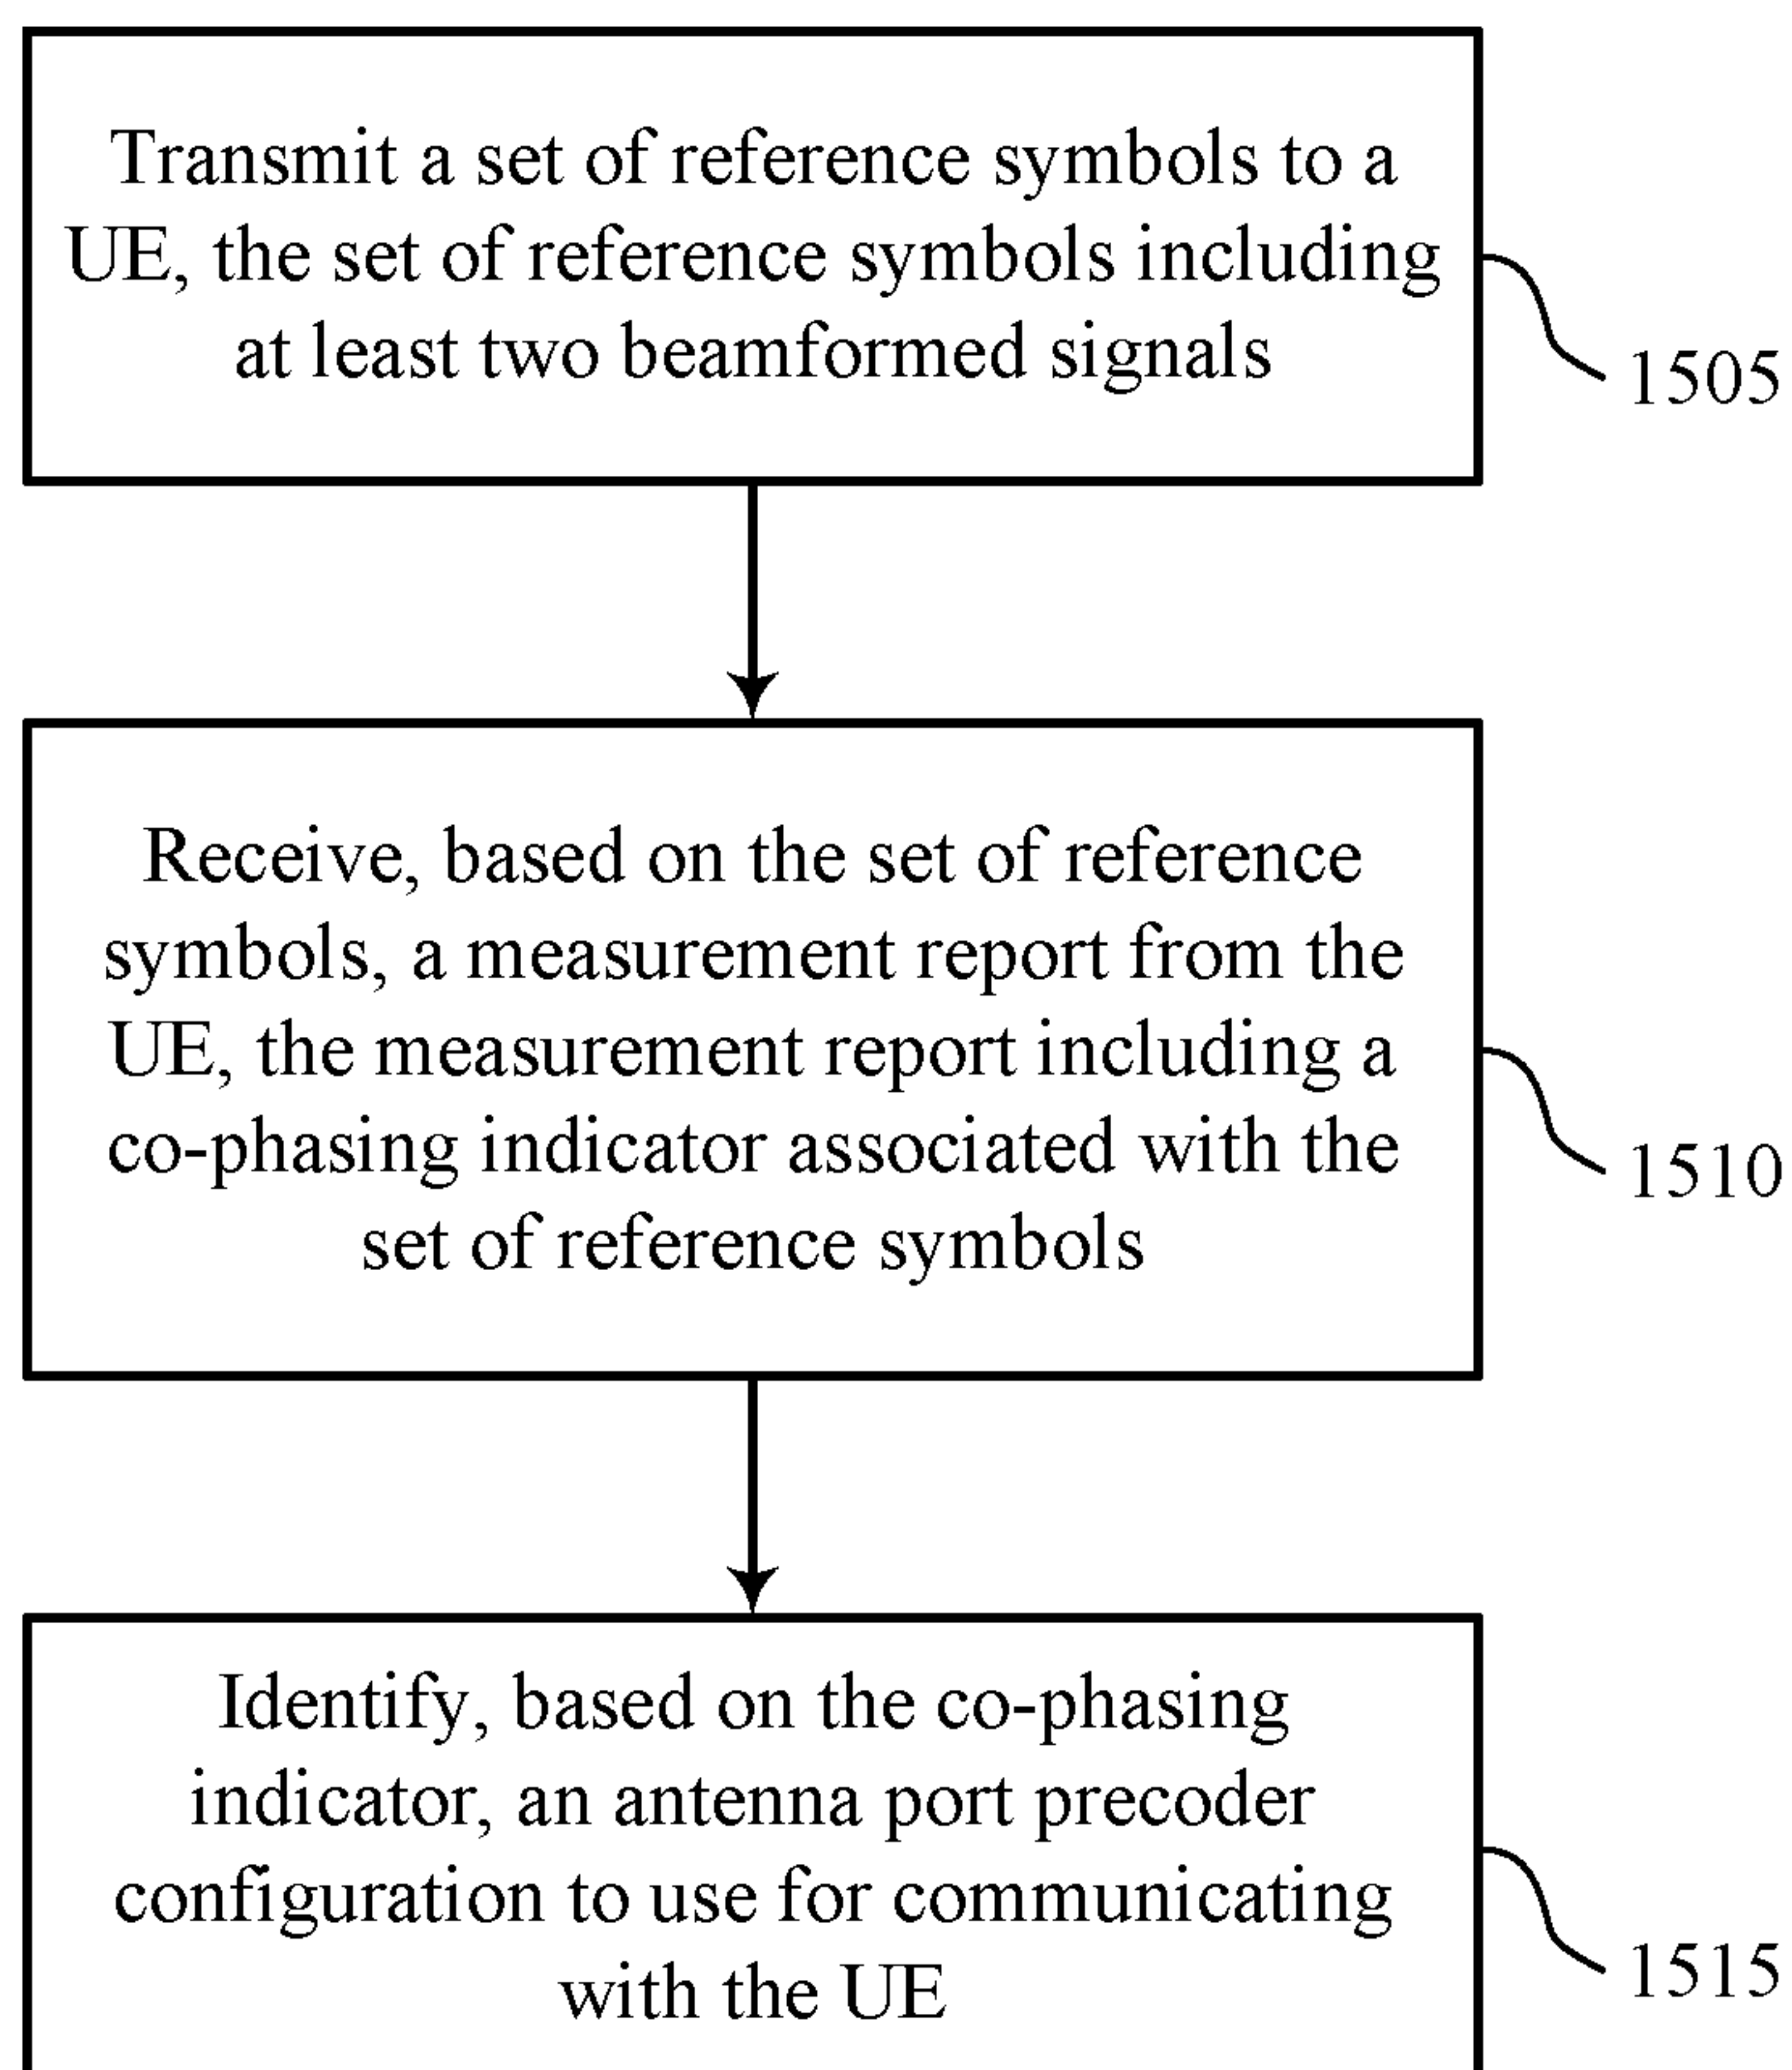 Transmit a set of reference symbols to a
UE, the set of reference symbols including
at least two beamformed signals
1505
Receive, based on the set of reference
symbols, a measurement report from the
UE, the measurement report including a
co-phasing indicator associated with the
set of reference symbols
1510
Identify, based on the co-phasing
indicator, an antenna port precoder
configuration to use for communicating
with the UE
1515